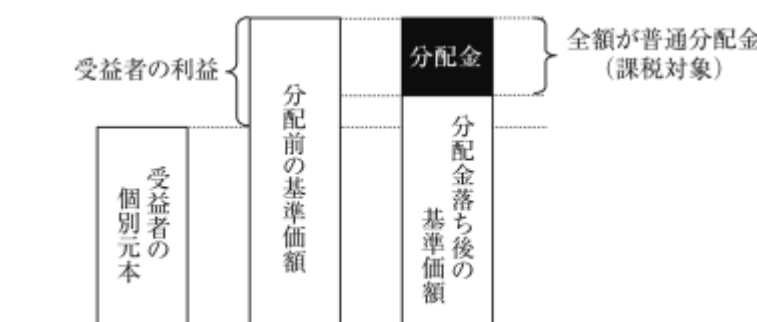 受益者の利益
分配金
全額が普通分配金
（課税対象）
受益者の
個別元本
分配前の基準価額
分配金落ち後の
基準価額